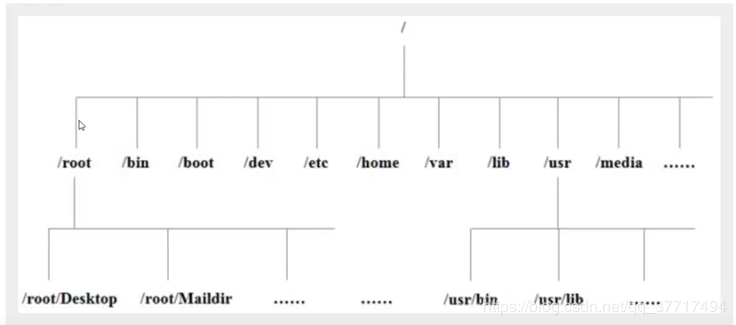 /
/root /bin /boot /dev /etc /home /var /lib /usr /media ......
/root/Desktop /root/Maildir ...... ...... /usr/bin /usr/lib ......
https://blog.csdn.net/qq_37717494